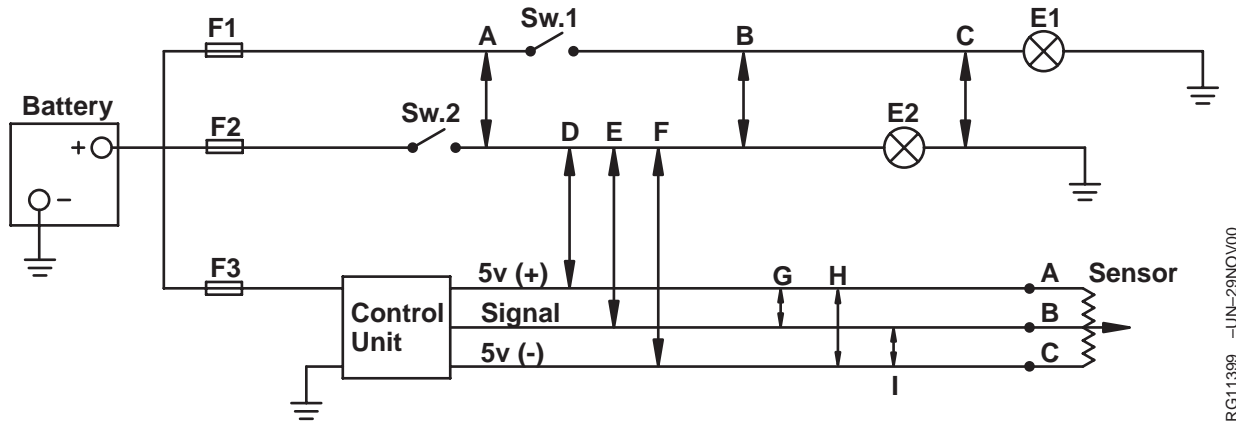 F1
A
Sw.1
B
C
E1
Battery
+
-
F2
Sw.2
D
E
F
E2
F3
5v (+)
G
H
A
Sensor
Control
Unit
Signal
B
5v (-)
C
I
RG11399 –UN–29NOV00